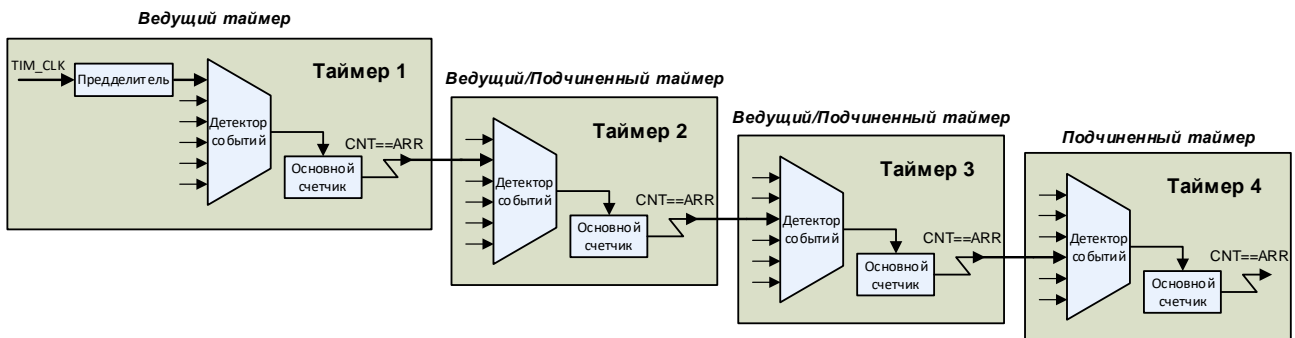 Ведущий таймер
TIM_CLK
Предделитель
Таймер 1
Детектор
событий
CNT==ARR
Основной
счетчик
Ведущий/Подчиненный таймер
Таймер 2
Детектор
событий
CNT==ARR
Основной
счетчик
Ведущий/Подчиненный таймер
Таймер 3
Детектор
событий
CNT==ARR
Основной
счетчик
Подчиненный таймер
Таймер 4
Детектор
событий
CNT==ARR
Основной
счетчик